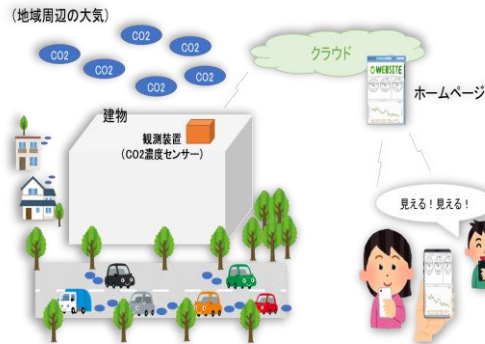 (地域周辺の大気)
CO2
CO2
CO2
CO2
CO2
CO2
クラウド
WEBSITE
ホームページ
建物
観測装置
(CO2濃度センサー)
見える！見える！